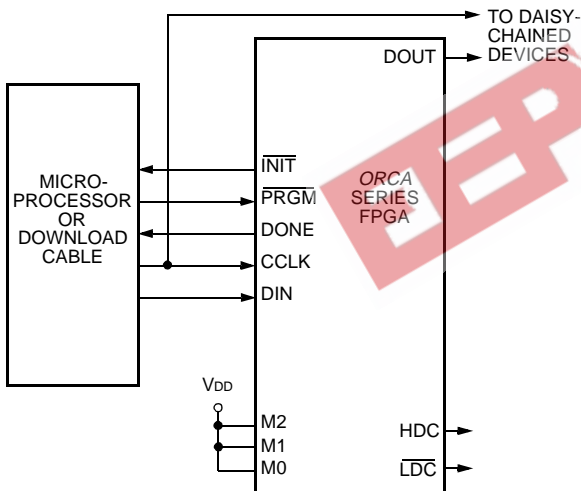 TO DAISY-
CHAINED
DEVICES
DOUT
MICRO-
PROCESSOR
OR
DOWNLOAD
CABLE
INIT
PRGM
DONE
CCLK
DIN
ORCA
SERIES
FPGA
VDD
M2
M1
M0
HDC
LDC